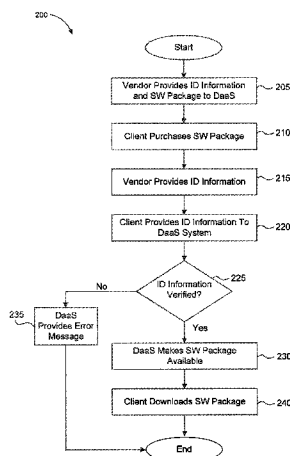 200
Start
Vendor Provides ID Information
and SW Package to DaaS
205
Client Purchases SW Package
210
Vendor Provides ID Information
215
Client Provides ID Information To
DaaS System
220
225
ID Information
Verified?
No
Yes
235
DaaS
Provides Error
Message
DaaS Makes SW Package
Available
230
Client Downloads SW Package
240
End